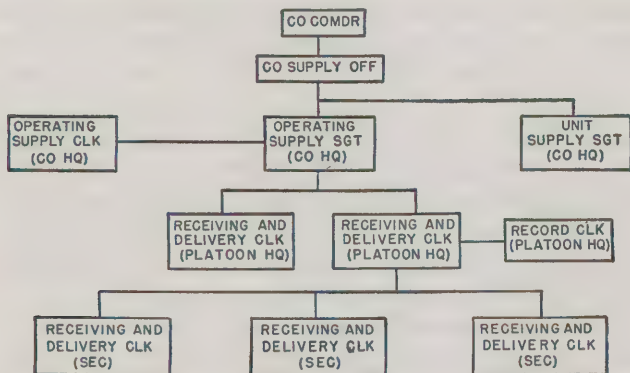 CO COMDR
CO SUPPLY OFF
OPERATING
SUPPLY CLK
(CO HQ)
OPERATING
SUPPLY SGT
(CO HQ)
UNIT
SUPPLY SGT
(CO HQ)
RECEIVING AND
DELIVERY CLK
(PLATOON HQ)
RECEIVING AND
DELIVERY CLK
(PLATOON HQ)
RECORD CLK
(PLATOON HQ)
RECEIVING AND
DELIVERY CLK
(SEC)
RECEIVING AND
DELIVERY CLK
(SEC)
RECEIVING AND
DELIVERY CLK
(SEC)